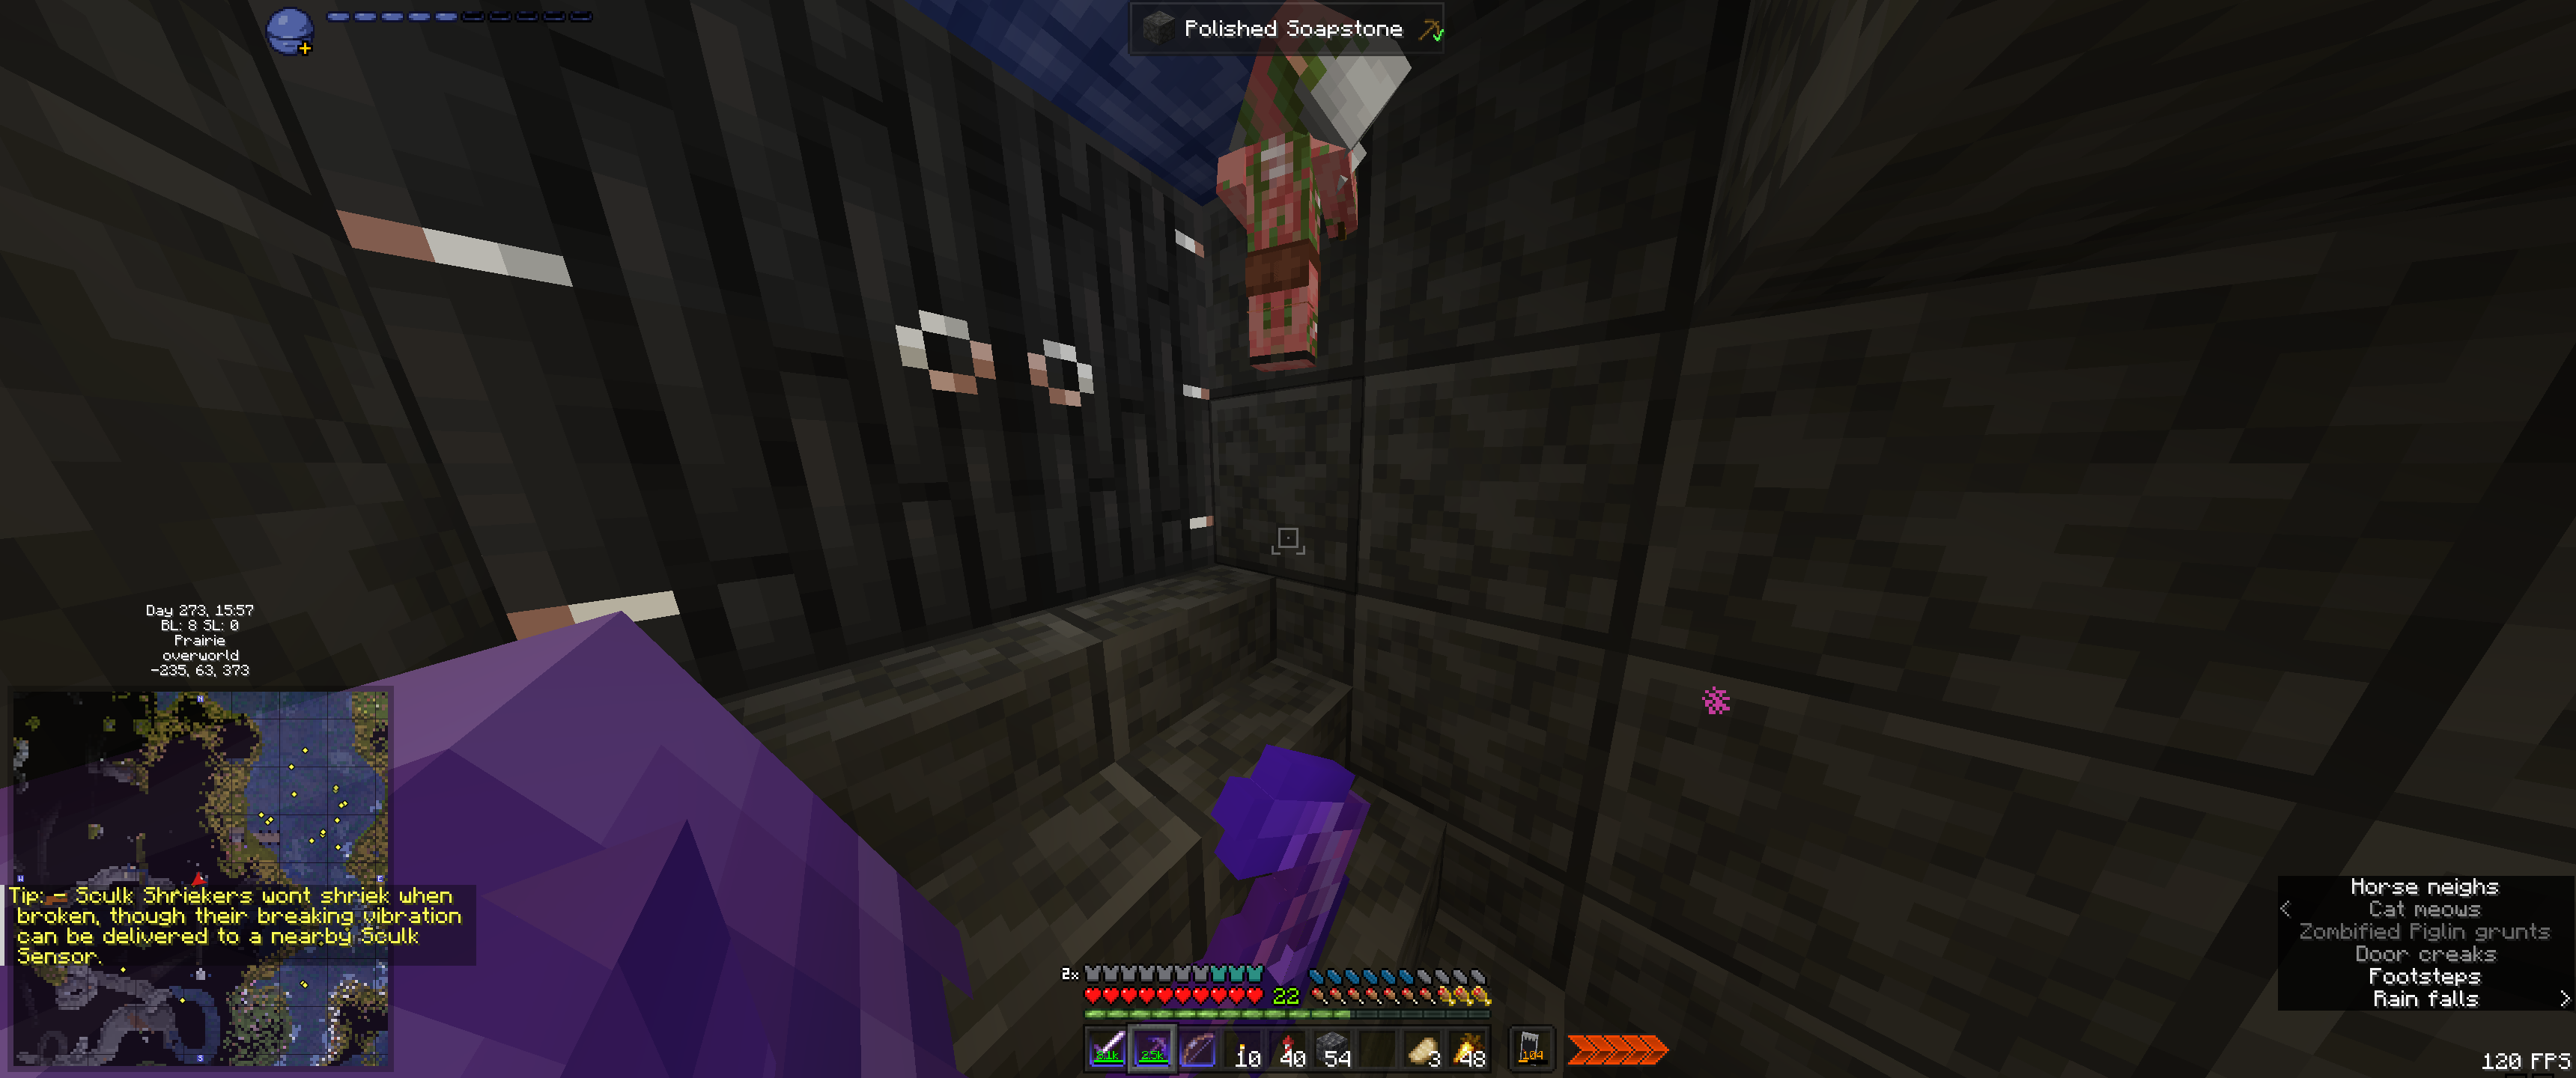 Polished Soapstone
Day 273, 15:57
BL: 8 SL: 0
Prairie
overworld
-235, 63, 373
N
W
E
Tip: - Sculk Shriekers wont shriek when
broken, though their breaking vibration
can be delivered to a nearby Sculk
Sensor.
S
Horse neighs
< Cat meows
Zombified Piglin grunts
Door creaks
Footsteps
Rain falls >
2x
22
10
40
54
3
48
104
120 FPS